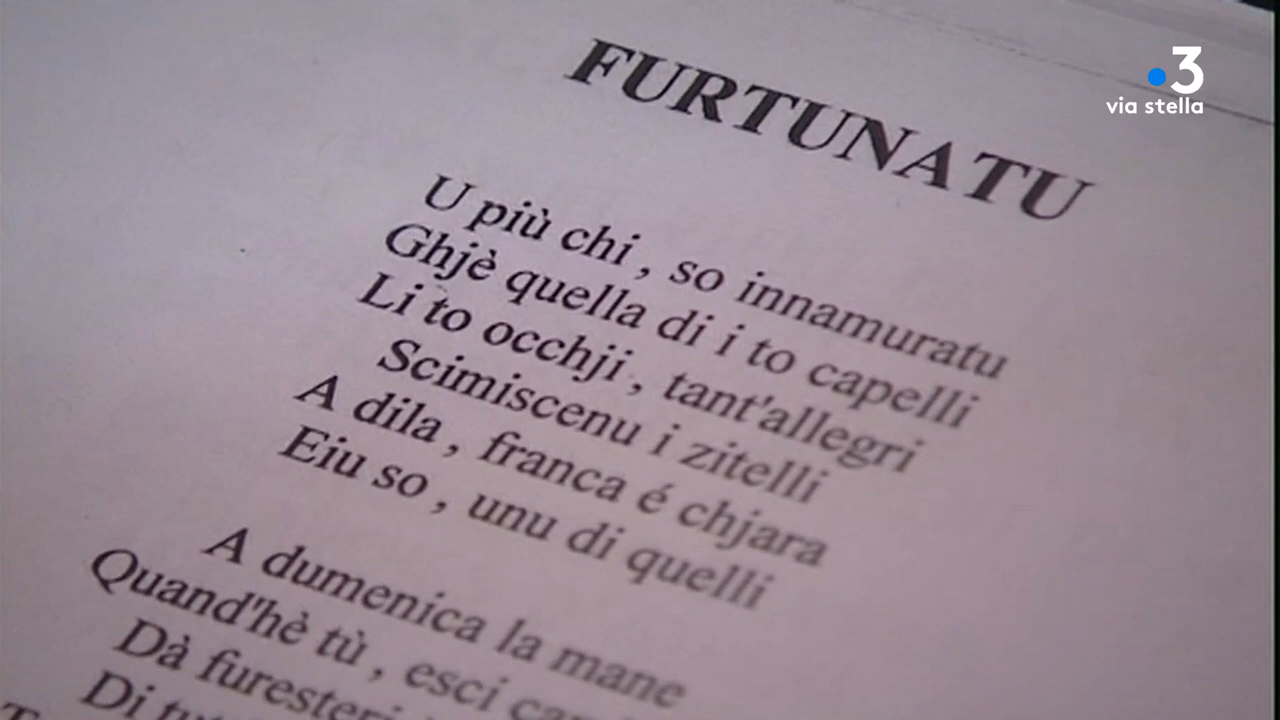 3
via stella
FURTUNATU
U più chi , so innamuratu
Ghjè quella di i to capelli
Li to occhji , tant'allegri
Scimiscenu i zitelli
A dila , franca é chjara
Eiu so , unu di quelli
A dumenica la mane
Quand'hè tù , esci
Dà furesteri
Di